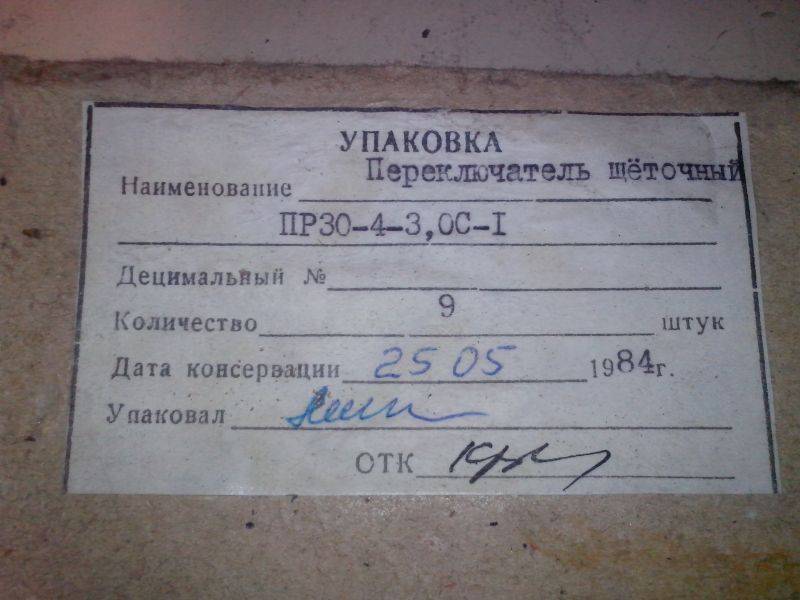 УПАКОВКА
Наименование Переключатель щёточный
ПР30-4-3,0С-I
Децимальный №
Количество 9 штук
Дата консервации 25 05 1984г.
Упаковал
ОТК